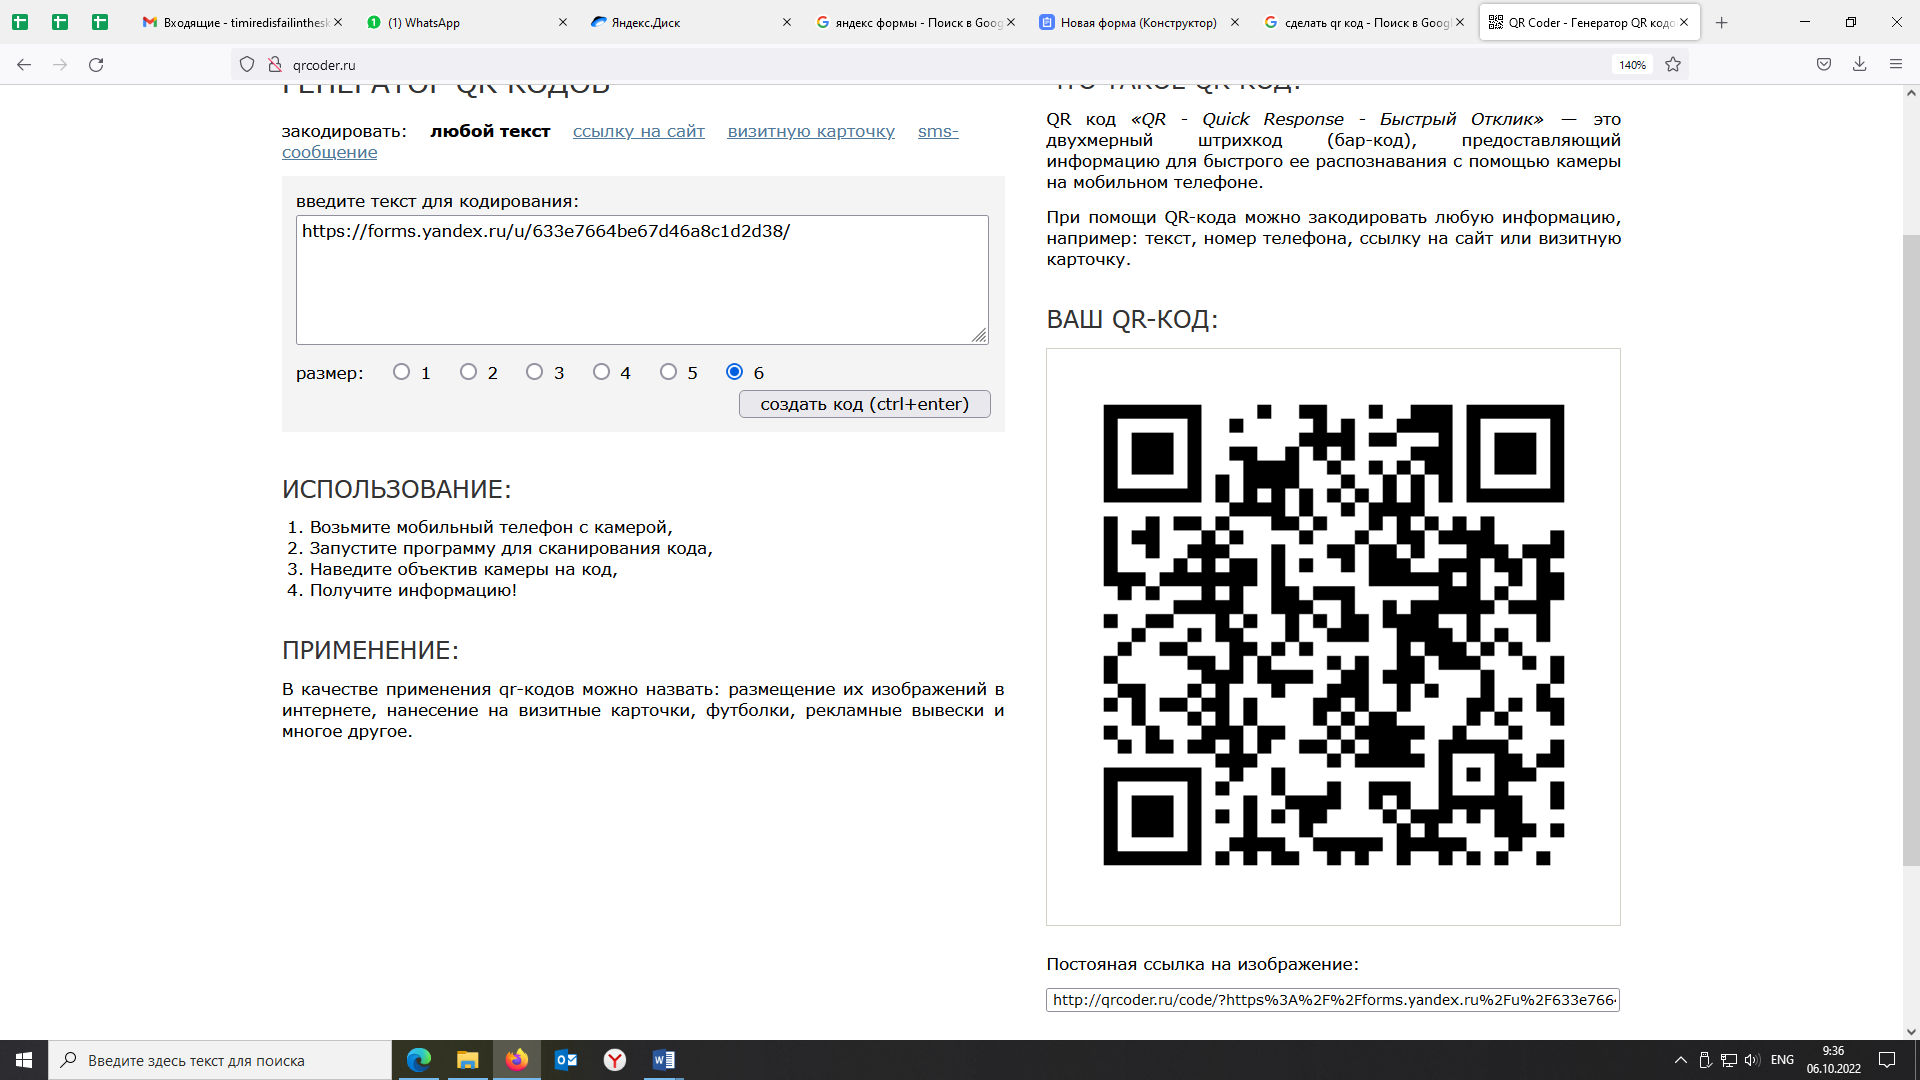 Входящие - timiredisfailinthesk
(1) WhatsApp
Яндекс.Диск
яндекс формы - Поиск в Goog
Новая форма (Конструктор)
сделать qr код - Поиск в Googl
QR Coder - Генератор QR кодо
qrcoder.ru
140%
ГЕНЕРАТОР QR КОДОВ
закодировать: любой текст ссылку на сайт визитную карточку sms-
сообщение
введите текст для кодирования:
https://forms.yandex.ru/u/633e7664be67d46a8c1d2d38/
размер: 1 2 3 4 5 6
создать код (ctrl+enter)
ИСПОЛЬЗОВАНИЕ:
1. Возьмите мобильный телефон с камерой,
2. Запустите программу для сканирования кода,
3. Наведите объектив камеры на код,
4. Получите информацию!
ПРИМЕНЕНИЕ:
В качестве применения qr-кодов можно назвать: размещение их изображений в
интернете, нанесение на визитные карточки, футболки, рекламные вывески и
многое другое.
ЧТО ТАКОЕ QR-КОД?
QR код «QR - Quick Response - Быстрый Отклик» — это
двухмерный штрихкод (бар-код), предоставляющий
информацию для быстрого ее распознавания с помощью камеры
на мобильном телефоне.
При помощи QR-кода можно закодировать любую информацию,
например: текст, номер телефона, ссылку на сайт или визитную
карточку.
ВАШ QR-КОД:
Постояная ссылка на изображение:
http://qrcoder.ru/code/?https%3A%2F%2Fforms.yandex.ru%2Fu%2F633e766
Введите здесь текст для поиска
ENG
9:36
06.10.2022